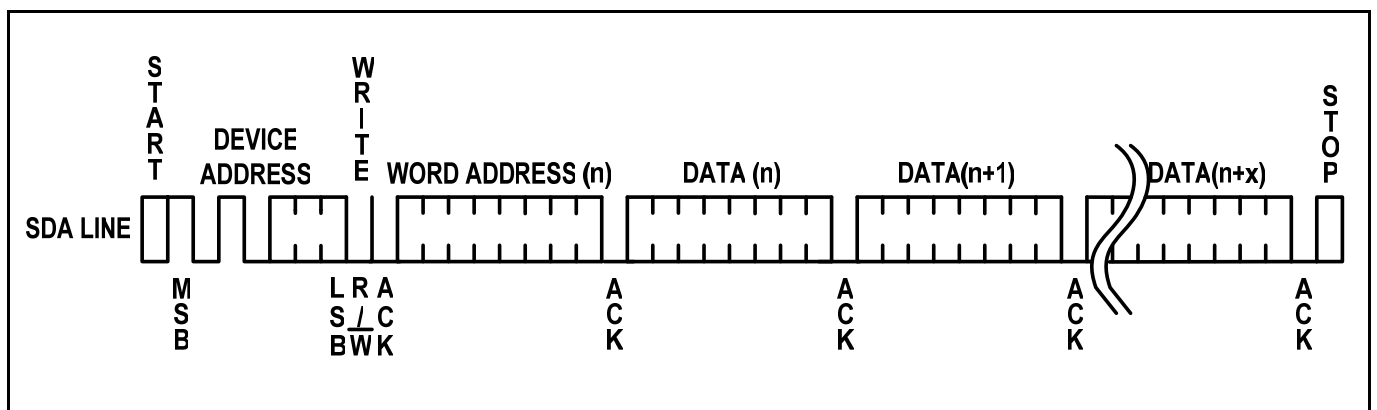 START
WRITE
STOP
DEVICE
ADDRESS
WORD ADDRESS (n)
DATA (n)
DATA(n+1)
DATA(n+x)
SDA LINE
MSB
LSB
R/W
ACK
ACK
ACK
ACK
ACK